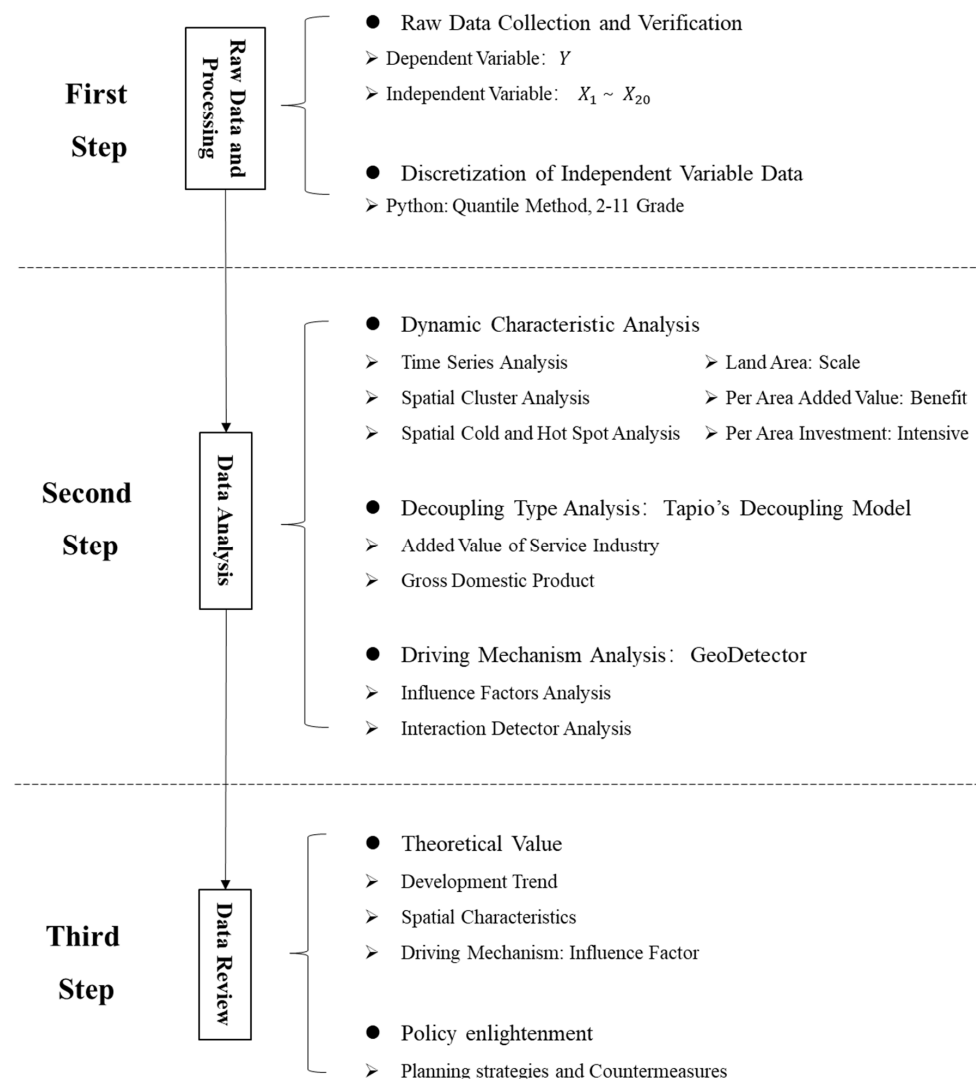 First
Step
Raw Data and
Processing
● Raw Data Collection and Verification
➢ Dependent Variable: Y
➢ Independent Variable: X₁ ~ X₂₀
● Discretization of Independent Variable Data
➢ Python: Quantile Method, 2-11 Grade
Second
Step
Data Analysis
● Dynamic Characteristic Analysis
➢ Time Series Analysis
➢ Spatial Cluster Analysis
➢ Spatial Cold and Hot Spot Analysis
➢ Land Area: Scale
➢ Per Area Added Value: Benefit
➢ Per Area Investment: Intensive
● Decoupling Type Analysis: Tapio’s Decoupling Model
➢ Added Value of Service Industry
➢ Gross Domestic Product
● Driving Mechanism Analysis: GeoDetector
➢ Influence Factors Analysis
➢ Interaction Detector Analysis
Third
Step
Data Review
● Theoretical Value
➢ Development Trend
➢ Spatial Characteristics
➢ Driving Mechanism: Influence Factor
● Policy enlightenment
➢ Planning strategies and Countermeasures